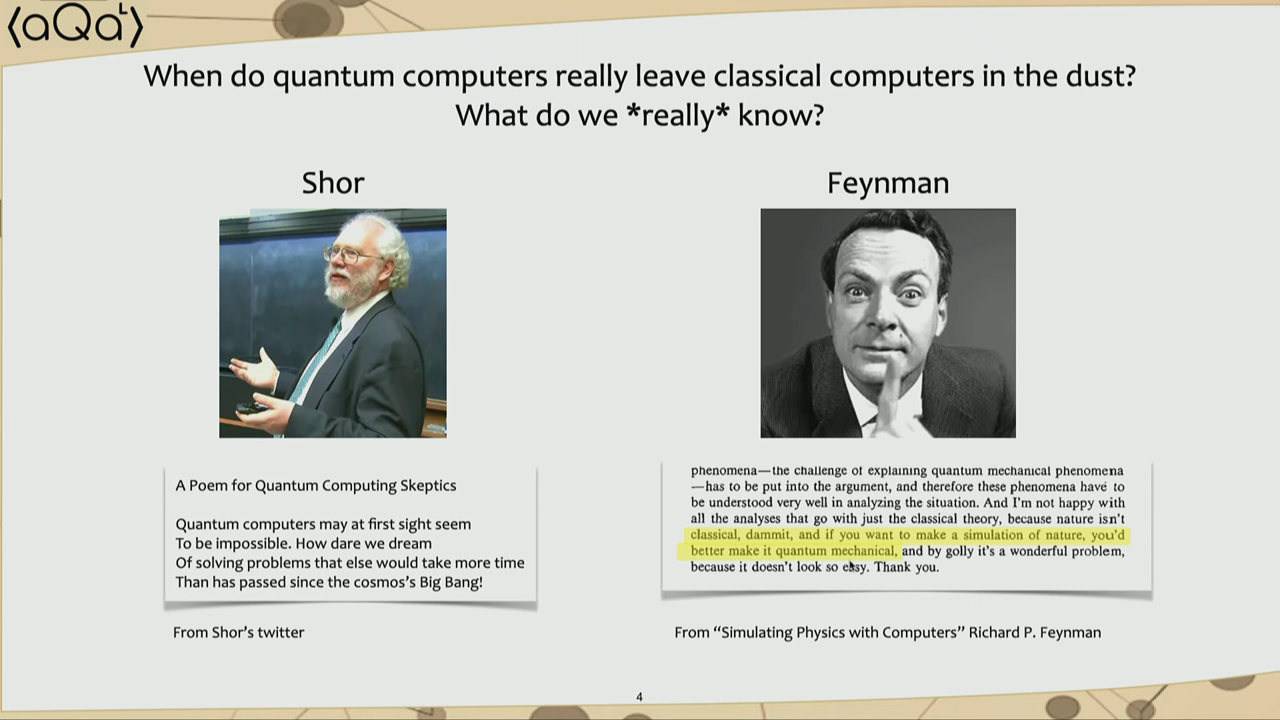 ⟨aQaᴸ⟩
When do quantum computers really leave classical computers in the dust?
What do we *really* know?
Shor
Feynman
A Poem for Quantum Computing Skeptics
Quantum computers may at first sight seem
To be impossible. How dare we dream
Of solving problems that else would take more time
Than has passed since the cosmos's Big Bang!
From Shor's twitter
phenomena—the challenge of explaining quantum mechanical phenomena
—has to be put into the argument, and therefore these phenomena have to
be understood very well in analyzing the situation. And I'm not happy with
all the analyses that go with just the classical theory, because nature isn't
classical, dammit, and if you want to make a simulation of nature, you'd
better make it quantum mechanical, and by golly it's a wonderful problem,
because it doesn't look so easy. Thank you.
From "Simulating Physics with Computers" Richard P. Feynman
4